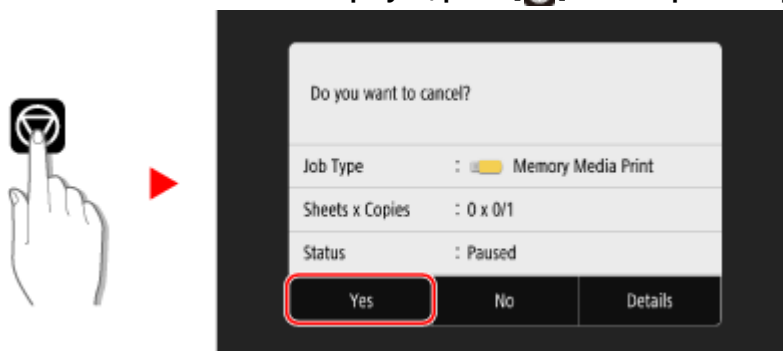 Do you want to cancel?
Job Type : Memory Media Print
Sheets x Copies : 0 x 0/1
Status : Paused
Yes No Details